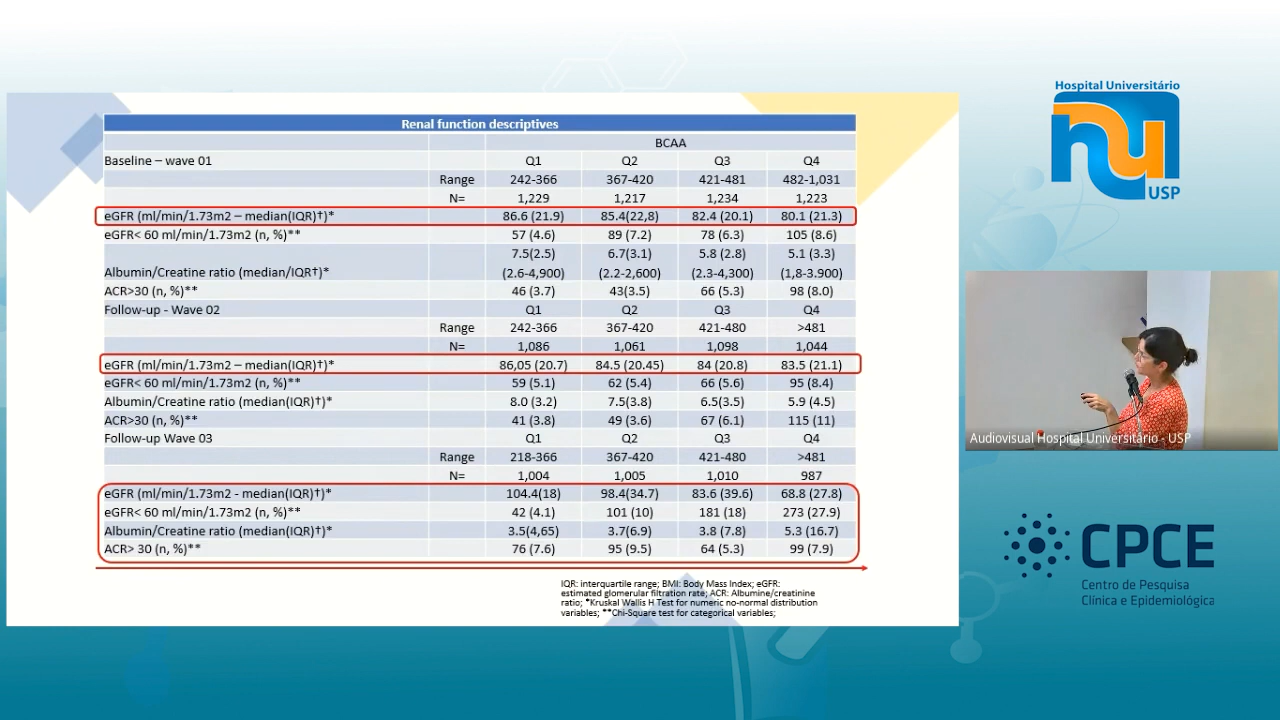 Renal function descriptives
BCAA
Baseline – wave 01 Q1 Q2 Q3 Q4
Range 242-366 367-420 421-481 482-1,031
N= 1,229 1,217 1,234 1,223
eGFR (ml/min/1.73m2 – median(IQR)†)* 86.6 (21.9) 85.4(22,8) 82.4 (20.1) 80.1 (21.3)
eGFR< 60 ml/min/1.73m2 (n, %)** 57 (4.6) 89 (7.2) 78 (6.3) 105 (8.6)
7.5(2.5) 6.7(3.1) 5.8 (2.8) 5.1 (3.3)
Albumin/Creatine ratio (median/IQR†)* (2.6-4,900) (2.2-2,600) (2.3-4,300) (1,8-3.900)
ACR>30 (n, %)** 46 (3.7) 43(3.5) 66 (5.3) 98 (8.0)
Follow-up - Wave 02 Q1 Q2 Q3 Q4
Range 242-366 367-420 421-480 >481
N= 1,086 1,061 1,098 1,044
eGFR (ml/min/1.73m2 – median(IQR)†)* 86,05 (20.7) 84.5 (20.45) 84 (20.8) 83.5 (21.1)
eGFR< 60 ml/min/1.73m2 (n, %)** 59 (5.1) 62 (5.4) 66 (5.6) 95 (8.4)
Albumin/Creatine ratio (median(IQR)†)* 8.0 (3.2) 7.5(3.8) 6.5(3.5) 5.9 (4.5)
ACR>30 (n, %)** 41 (3.8) 49 (3.6) 67 (6.1) 115 (11)
Follow-up Wave 03 Q1 Q2 Q3 Q4
Range 218-366 367-420 421-480 >481
N= 1,004 1,005 1,010 987
eGFR (ml/min/1.73m2 - median(IQR)†)* 104.4(18) 98.4(34.7) 83.6 (39.6) 68.8 (27.8)
eGFR< 60 ml/min/1.73m2 (n, %)** 42 (4.1) 101 (10) 181 (18) 273 (27.9)
Albumin/Creatine ratio (median(IQR)†)* 3.5(4,65) 3.7(6.9) 3.8 (7.8) 5.3 (16.7)
ACR> 30 (n, %)** 76 (7.6) 95 (9.5) 64 (5.3) 99 (7.9)
IQR: interquartile range; BMI: Body Mass Index; eGFR:
estimated glomerular filtration rate; ACR: Albumine/creatinine
ratio; *Kruskal Wallis H Test for numeric no-normal distribution
variables; **Chi-Square test for categorical variables;
Hospital Universitário
hu
USP
Audiovisual Hospital Universitário - USP
CPCE
Centro de Pesquisa
Clínica e Epidemiológica